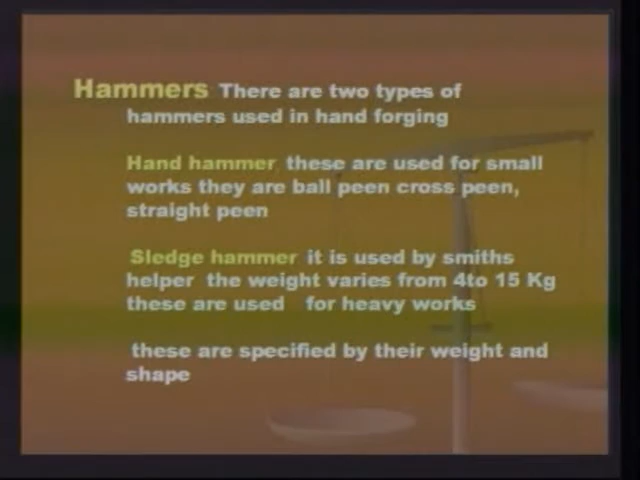 Hammers There are two types of
hammers used in hand forging
Hand hammer these are used for small
works they are ball peen cross peen,
straight peen
Sledge hammer it is used by smiths
helper the weight varies from 4to 15 Kg
these are used for heavy works
these are specified by their weight and
shape